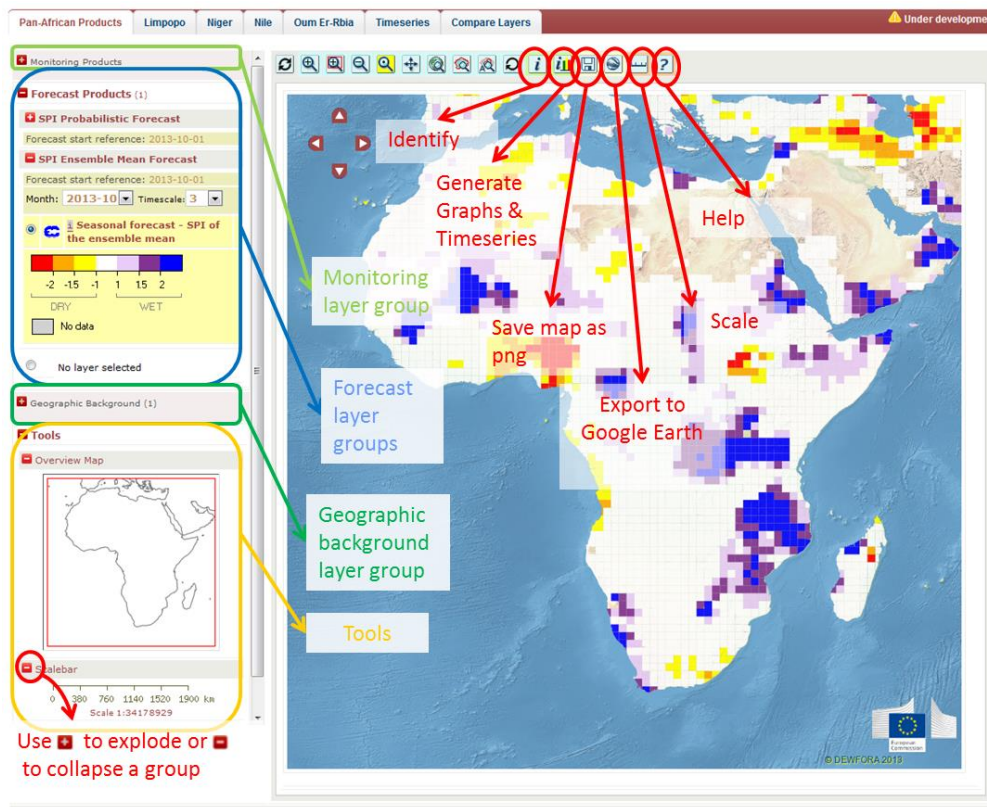 Pan-African Products
Limpopo
Niger
Nile
Oum Er-Rbia
Timeseries
Compare Layers
Under developme
Monitoring Products
Forecast Products (1)
SPI Probabilistic Forecast
Forecast start reference: 2013-10-01
SPI Ensemble Mean Forecast
Forecast start reference: 2013-10-01
Month: 2013-10 Timescale: 3
Seasonal forecast - SPI of
the ensemble mean
-2 -15 -1 1 15 2
DRY WET
No data
No layer selected
Geographic Background (1)
Tools
Overview Map
Scalebar
0 380 760 1140 1520 1900 km
Scale 1:34178929
Use + to explode or -
to collapse a group
i
i
?
Identify
Generate
Graphs &
Timeseries
Help
Monitoring
layer group
Save map as
png
Scale
Forecast
layer
groups
Export to
Google Earth
Geographic
background
layer group
Tools
European
Commission
© DEWFORA 2013